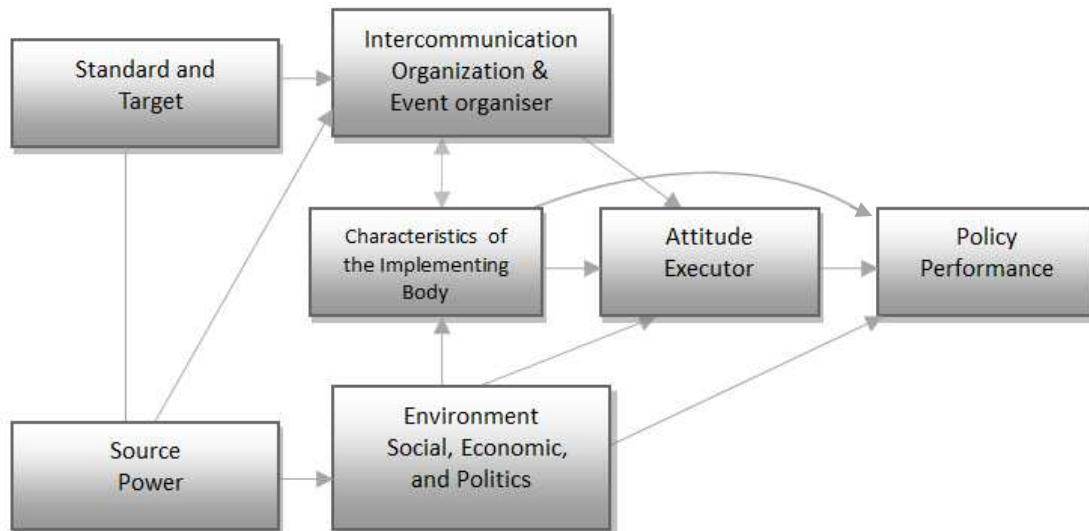 Standard and
Target
Intercommunication
Organization &
Event organiser
Characteristics of
the Implementing
Body
Attitude
Executor
Policy
Performance
Source
Power
Environment
Social, Economic,
and Politics